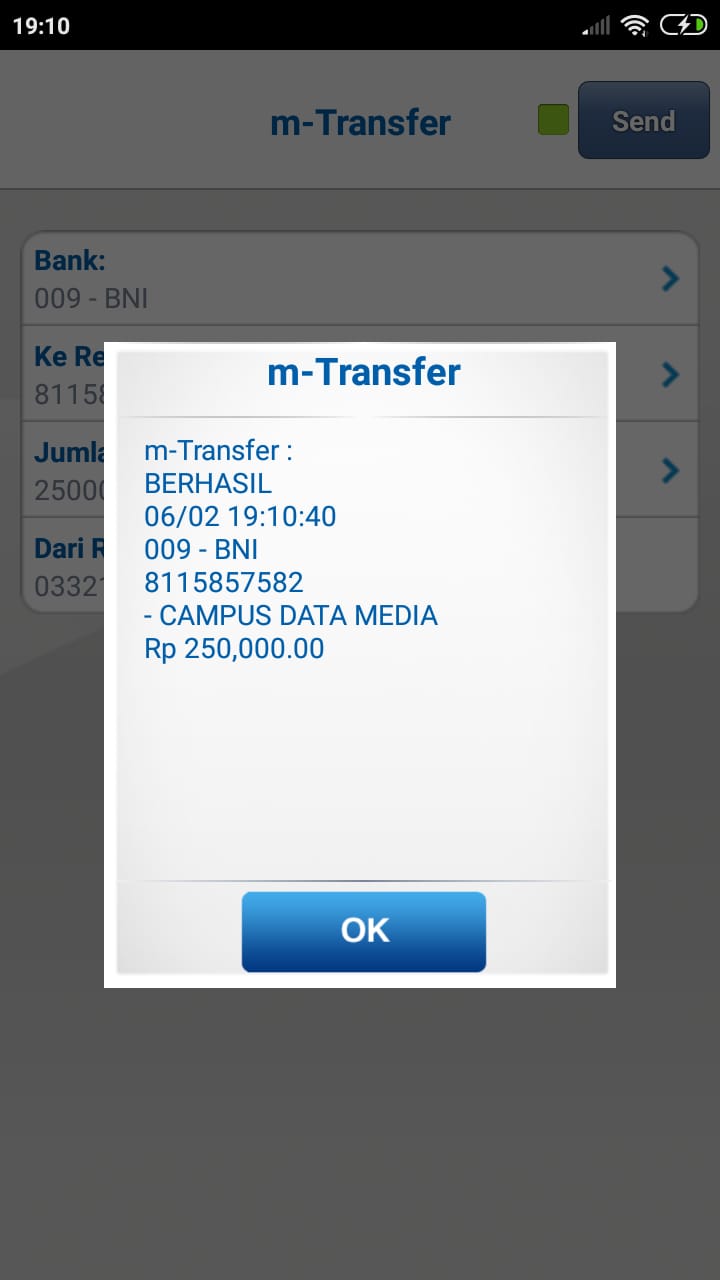 19:10
m-Transfer
Send
Bank:
009 - BNI
Ke Re
8115
Jumla
2500
Dari R
0332
m-Transfer
m-Transfer :
BERHASIL
06/02 19:10:40
009 - BNI
8115857582
- CAMPUS DATA MEDIA
Rp 250,000.00
OK